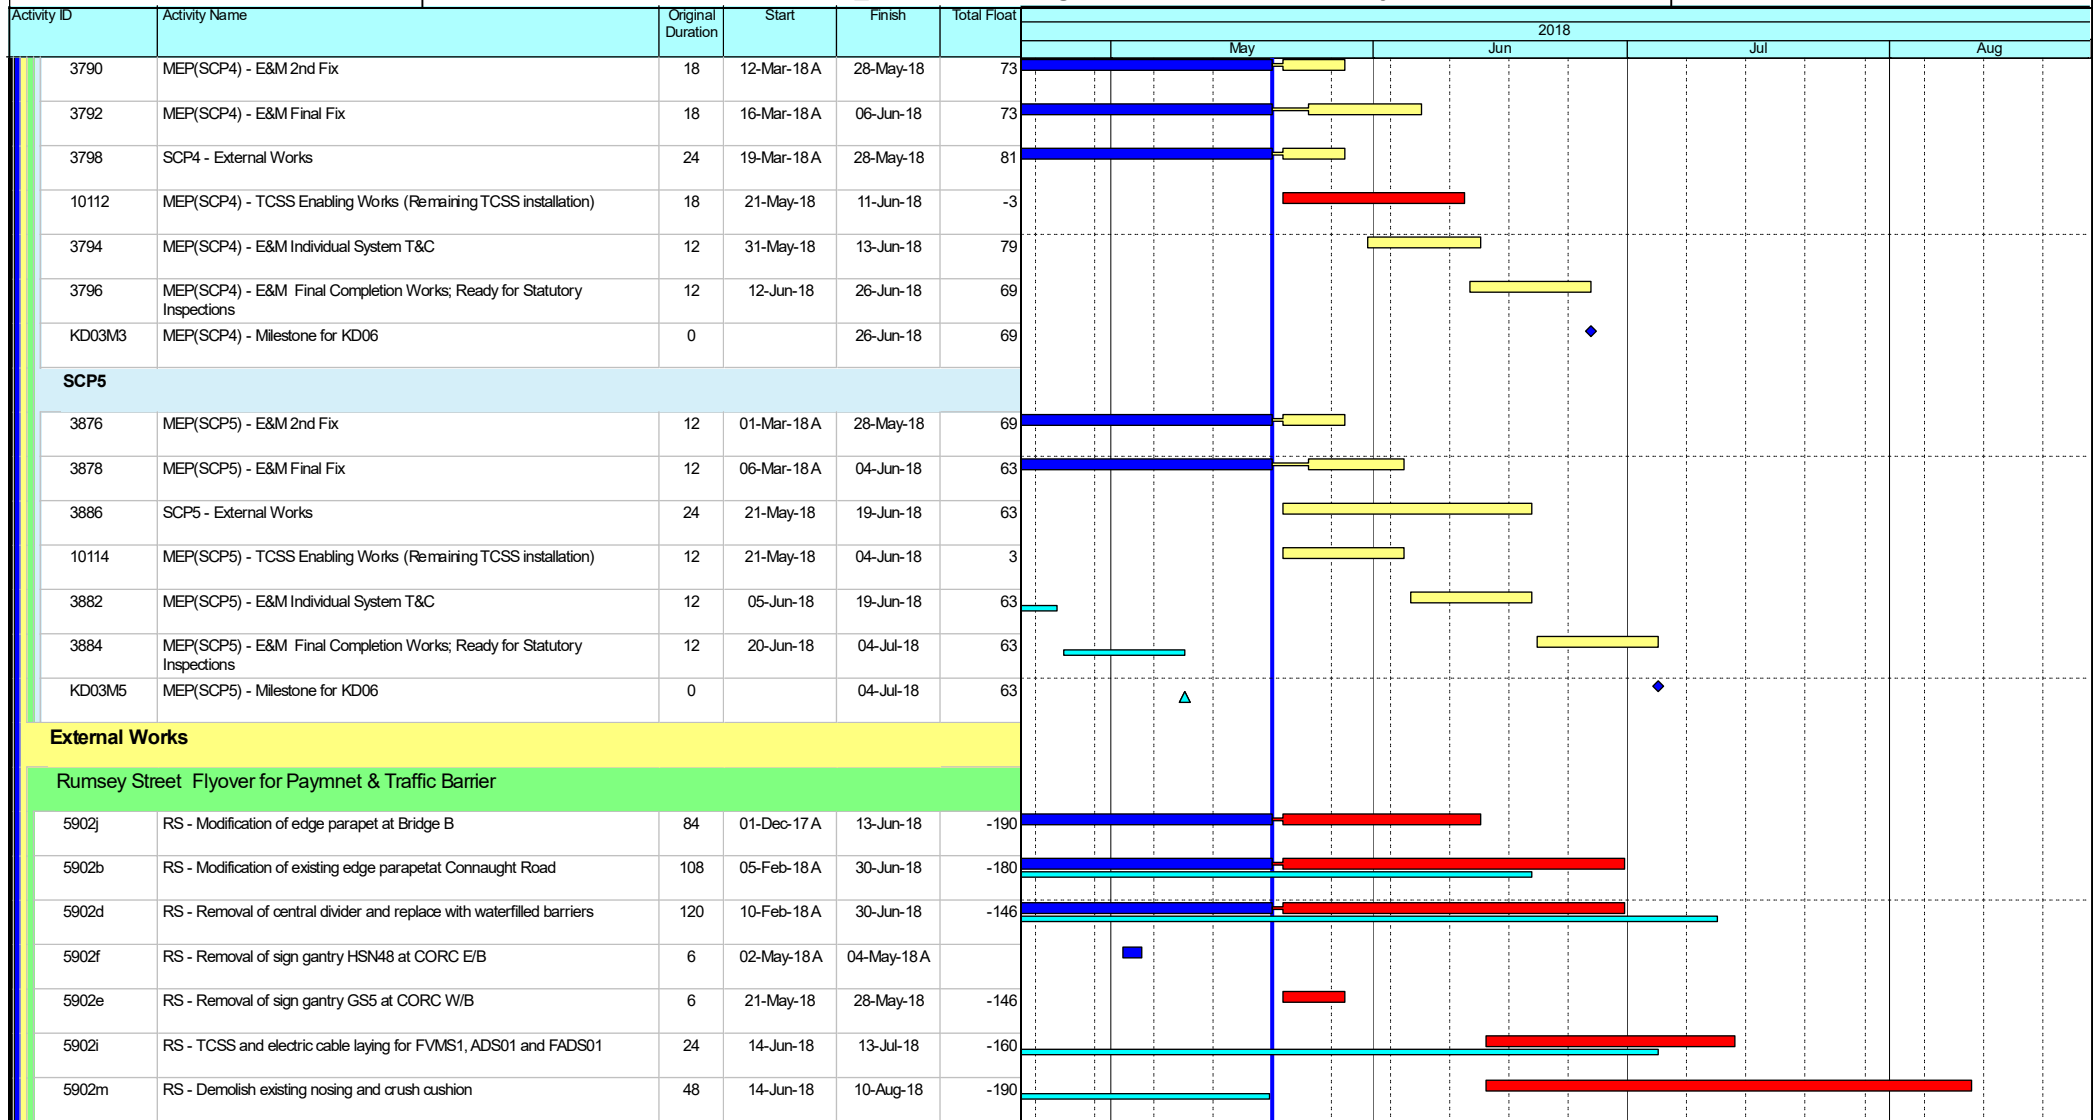 Activity ID Activity Name Original Duration Start Finish Total Float
2018
May Jun Jul Aug
3790 MEP(SCP4) - E&M 2nd Fix 18 12-Mar-18 A 28-May-18 73
3792 MEP(SCP4) - E&M Final Fix 18 16-Mar-18 A 06-Jun-18 73
3798 SCP4 - External Works 24 19-Mar-18 A 28-May-18 81
10112 MEP(SCP4) - TCSS Enabling Works (Remaining TCSS installation) 18 21-May-18 11-Jun-18 -3
3794 MEP(SCP4) - E&M Individual System T&C 12 31-May-18 13-Jun-18 79
3796 MEP(SCP4) - E&M Final Completion Works; Ready for Statutory 12 12-Jun-18 26-Jun-18 69
Inspections
KD03M3 MEP(SCP4) - Milestone for KD06 0 26-Jun-18 69
SCP5
3876 MEP(SCP5) - E&M 2nd Fix 12 01-Mar-18 A 28-May-18 69
3878 MEP(SCP5) - E&M Final Fix 12 06-Mar-18 A 04-Jun-18 63
3886 SCP5 - External Works 24 21-May-18 19-Jun-18 63
10114 MEP(SCP5) - TCSS Enabling Works (Remaining TCSS installation) 12 21-May-18 04-Jun-18 3
3882 MEP(SCP5) - E&M Individual System T&C 12 05-Jun-18 19-Jun-18 63
3884 MEP(SCP5) - E&M Final Completion Works; Ready for Statutory 12 20-Jun-18 04-Jul-18 63
Inspections
KD03M5 MEP(SCP5) - Milestone for KD06 0 04-Jul-18 63
External Works
Rumsey Street Flyover for Paymnet & Traffic Barrier
5902j RS - Modification of edge parapet at Bridge B 84 01-Dec-17 A 13-Jun-18 -190
5902b RS - Modification of existing edge parapetat Connaught Road 108 05-Feb-18 A 30-Jun-18 -180
5902d RS - Removal of central divider and replace with waterfilled barriers 120 10-Feb-18 A 30-Jun-18 -146
5902f RS - Removal of sign gantry HSN48 at CORC E/B 6 02-May-18 A 04-May-18 A
5902e RS - Removal of sign gantry GS5 at CORC W/B 6 21-May-18 28-May-18 -146
5902i RS - TCSS and electric cable laying for FVMS1, ADS01 and FADS01 24 14-Jun-18 13-Jul-18 -160
5902m RS - Demolish existing nosing and crush cushion 48 14-Jun-18 10-Aug-18 -190